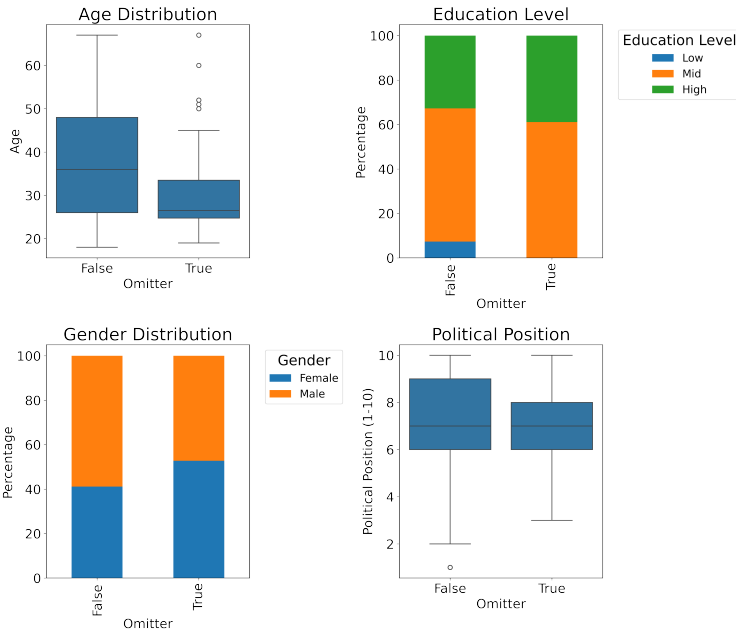 Age Distribution
60
50
40
30
20
Age
False
True
Omitter
Education Level
100
80
60
40
20
0
Percentage
False
True
Omitter
Education Level
Low
Mid
High
Gender Distribution
100
80
60
40
20
0
Percentage
False
True
Omitter
Gender
Female
Male
Political Position
10
8
6
4
2
Political Position (1-10)
False
True
Omitter